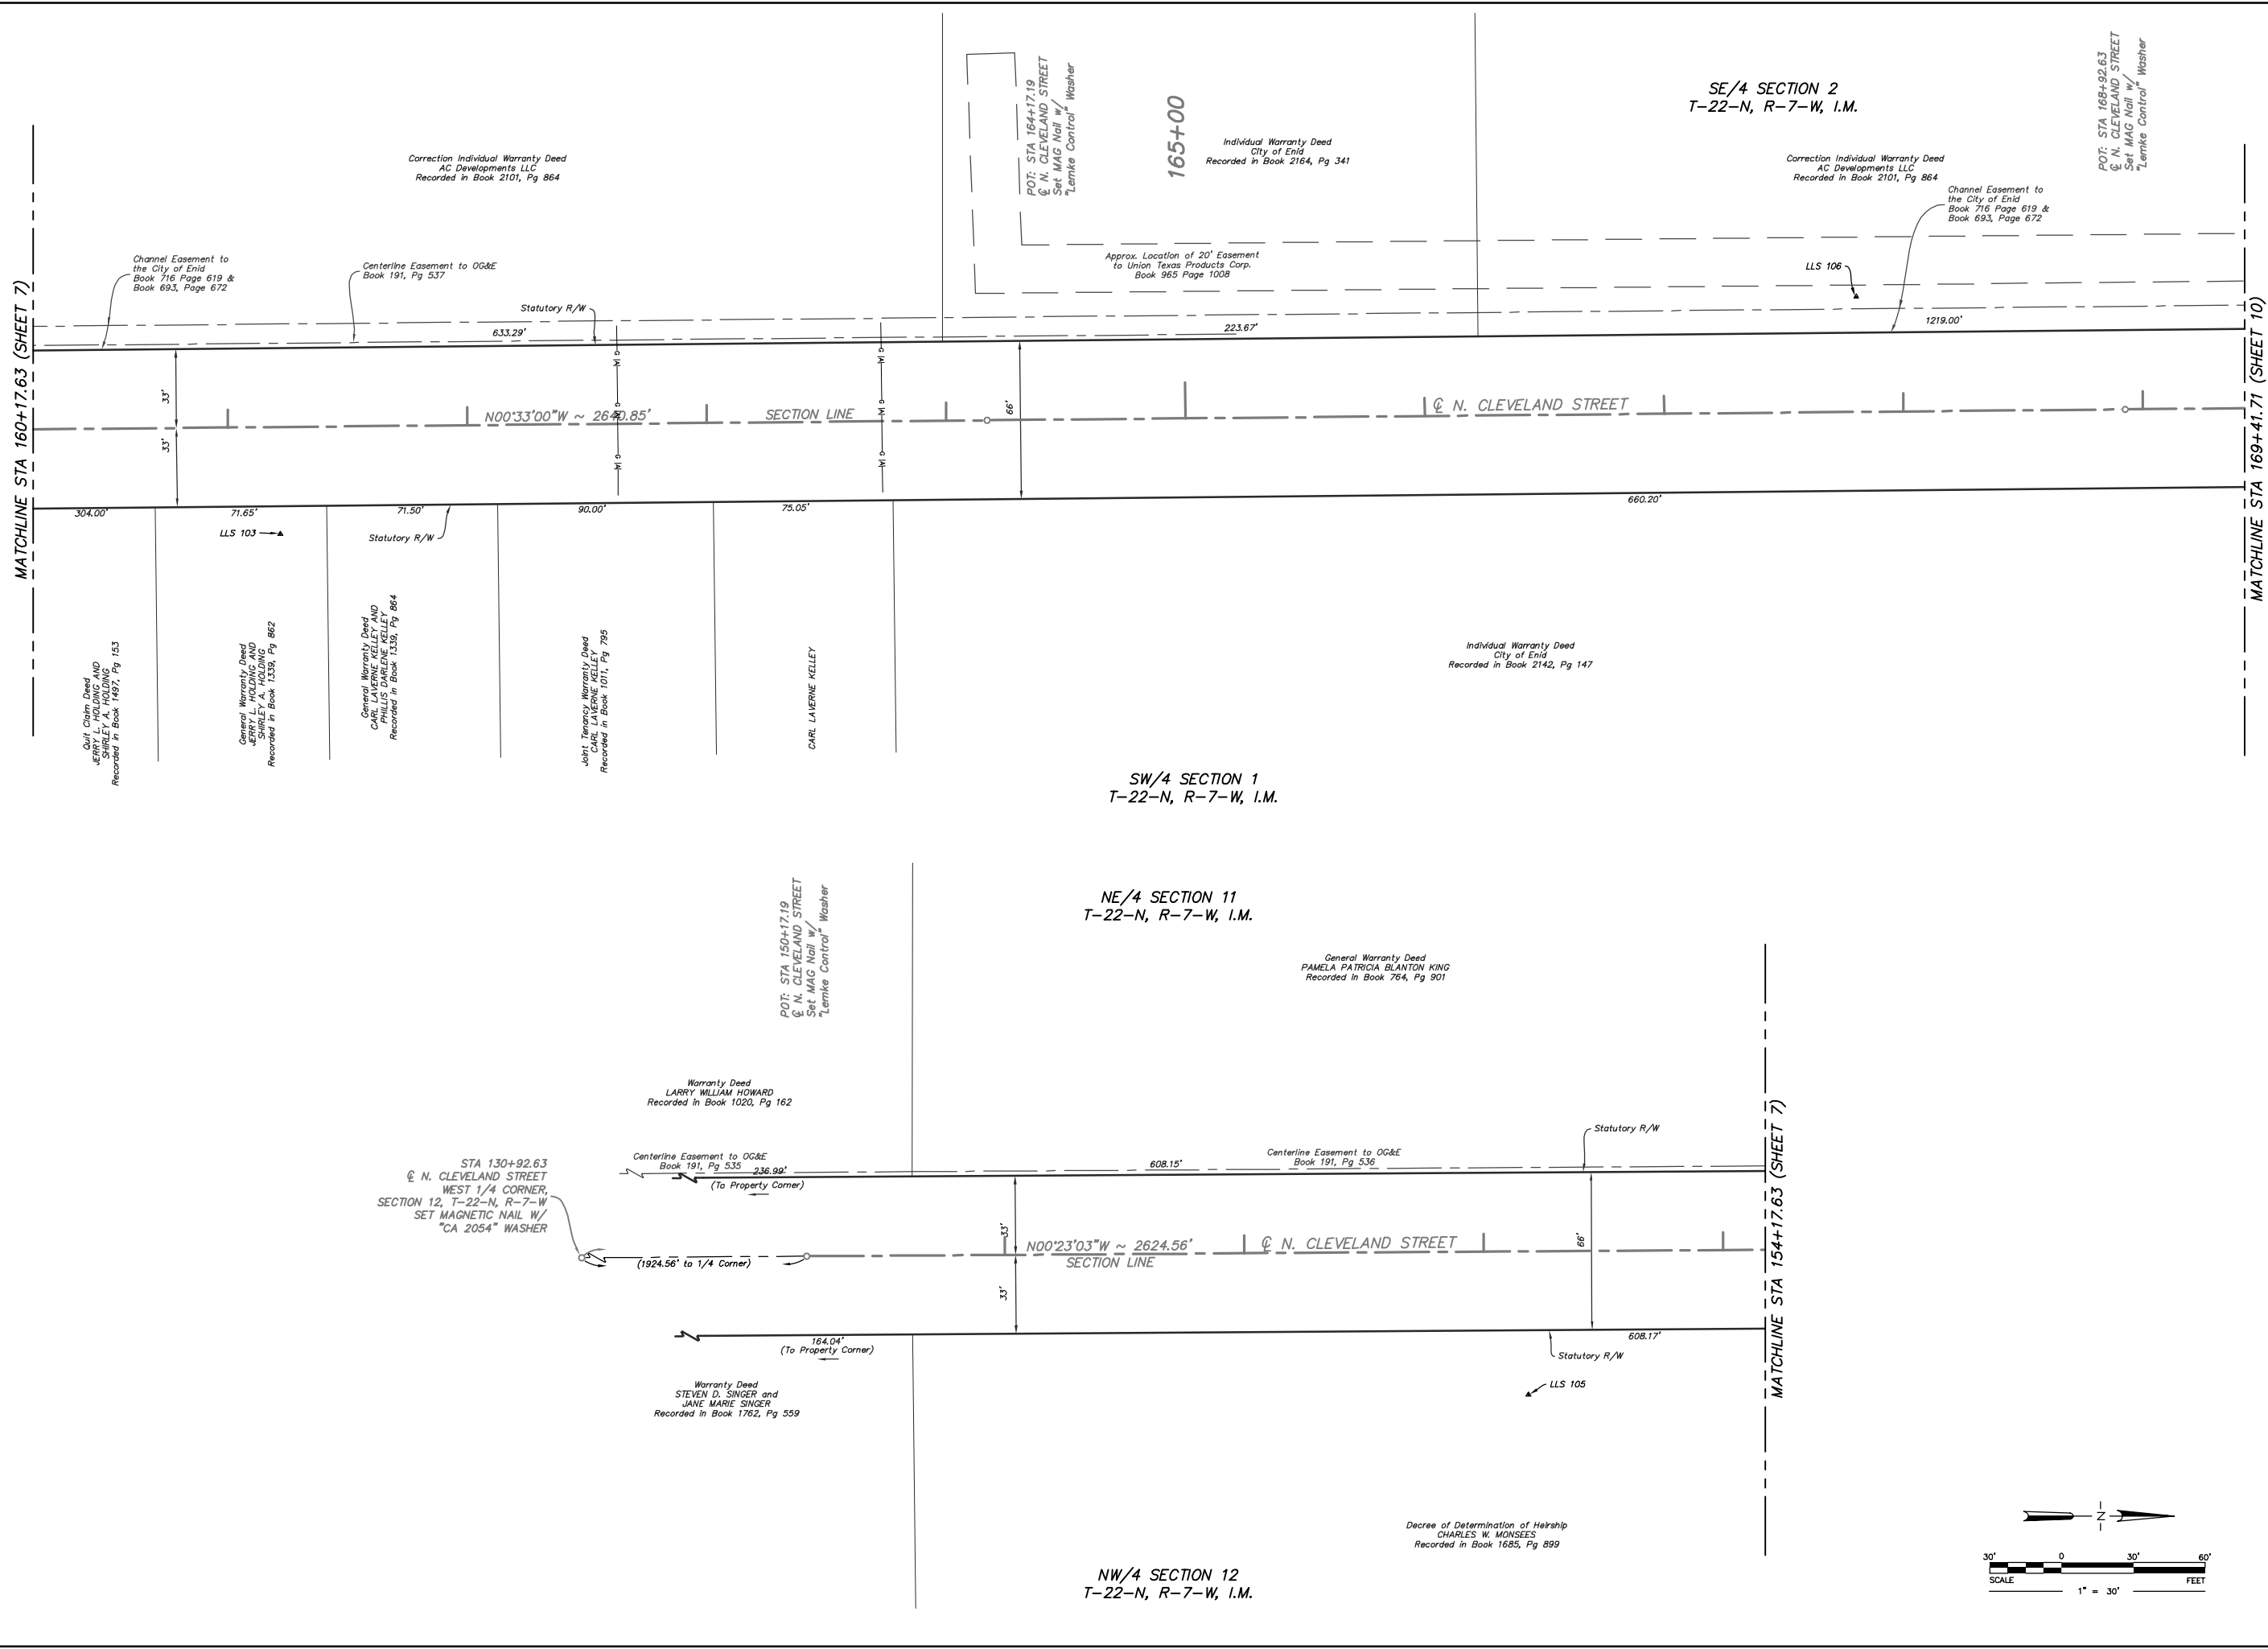 POT: STA 164+17.19
℄ N. CLEVELAND STREET
Set MAG Nail w/
"Lemke Control" Washer
165+00
Individual Warranty Deed
City of Enid
Recorded in Book 2164, Pg 341
SE/4 SECTION 2
T-22-N, R-7-W, I.M.
POT: STA 168+92.63
℄ N. CLEVELAND STREET
Set MAG Nail w/
"Lemke Control" Washer
Correction Individual Warranty Deed
AC Developments LLC
Recorded in Book 2101, Pg 864
Correction Individual Warranty Deed
AC Developments LLC
Recorded in Book 2101, Pg 864
Channel Easement to
the City of Enid
Book 716 Page 619 &
Book 693, Page 672
Channel Easement to
the City of Enid
Book 716 Page 619 &
Book 693, Page 672
Centerline Easement to OG&E
Book 191, Pg 537
Approx. Location of 20' Easement
to Union Texas Products Corp.
Book 965 Page 1008
LLS 106
Statutory R/W
633.29'
223.67'
1219.00'
MATCHLINE STA 160+17.63 (SHEET 7)
33'
33'
G (A)
G (A)
G (A)
G (A)
G (A)
G (A)
66'
N00°33'00"W ~ 2640.85'
SECTION LINE
℄ N. CLEVELAND STREET
MATCHLINE STA 169+41.71 (SHEET 10)
304.00'
71.65'
71.50'
90.00'
75.05'
660.20'
LLS 103
Statutory R/W
Quit Claim Deed
JERRY L. HOLDING AND
SHIRLEY A. HOLDING
Recorded in Book 1497, Pg 153
General Warranty Deed
JERRY L. HOLDING AND
SHIRLEY A. HOLDING
Recorded in Book 1339, Pg 862
General Warranty Deed
CARL LAVERNE KELLEY AND
PHILLIS DARLENE KELLEY
Recorded in Book 1339, Pg 864
Joint Tenancy Warranty Deed
CARL LAVERNE KELLEY
Recorded in Book 1011, Pg 795
CARL LAVERNE KELLEY
Individual Warranty Deed
City of Enid
Recorded in Book 2142, Pg 147
SW/4 SECTION 1
T-22-N, R-7-W, I.M.
POT: STA 150+17.19
℄ N. CLEVELAND STREET
Set MAG Nail w/
"Lemke Control" Washer
NE/4 SECTION 11
T-22-N, R-7-W, I.M.
General Warranty Deed
PAMELA PATRICIA BLANTON KING
Recorded in Book 764, Pg 901
Warranty Deed
LARRY WILLIAM HOWARD
Recorded in Book 1020, Pg 162
Statutory R/W
Centerline Easement to OG&E
Book 191, Pg 535
236.99'
(To Property Corner)
608.15'
Centerline Easement to OG&E
Book 191, Pg 536
STA 130+92.63
℄ N. CLEVELAND STREET
WEST 1/4 CORNER,
SECTION 12, T-22-N, R-7-W
SET MAGNETIC NAIL W/
"CA 2054" WASHER
(1924.56' to 1/4 Corner)
33'
33'
N00°23'03"W ~ 2624.56'
SECTION LINE
℄ N. CLEVELAND STREET
66'
MATCHLINE STA 154+17.63 (SHEET 7)
164.04'
(To Property Corner)
608.17'
Statutory R/W
LLS 105
Warranty Deed
STEVEN D. SINGER and
JANE MARIE SINGER
Recorded in Book 1762, Pg 559
Decree of Determination of Heirship
CHARLES W. MONSEES
Recorded in Book 1685, Pg 899
NW/4 SECTION 12
T-22-N, R-7-W, I.M.
Z
30' 0 30' 60'
SCALE FEET
1" = 30'